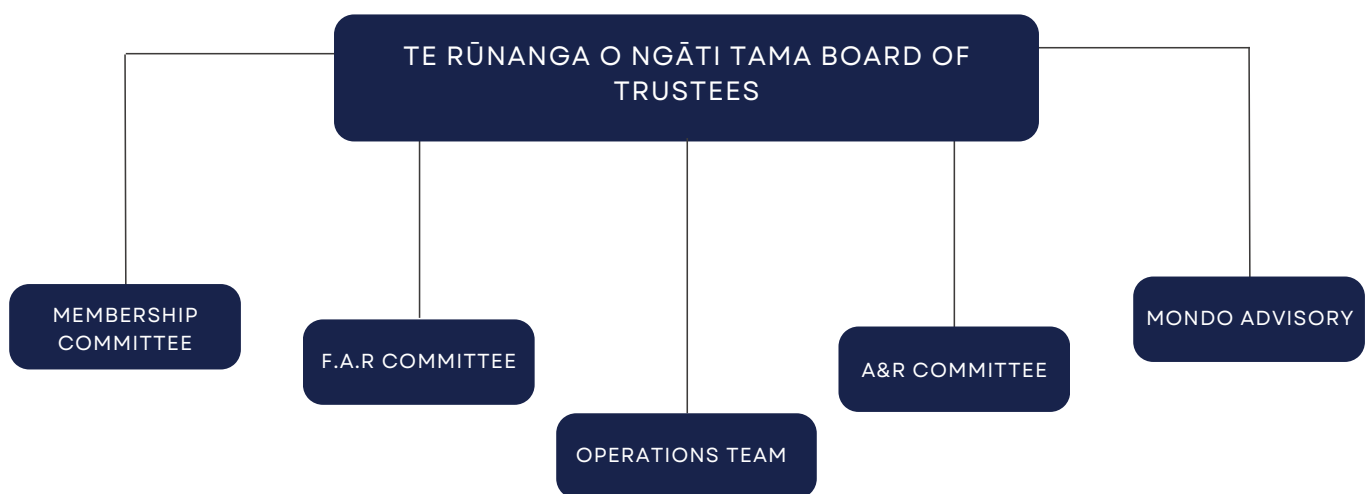 TE RŪNANGA O NGĀTI TAMA BOARD OF
TRUSTEES
MEMBERSHIP
COMMITTEE
F.A.R COMMITTEE
OPERATIONS TEAM
A&R COMMITTEE
MONDO ADVISORY